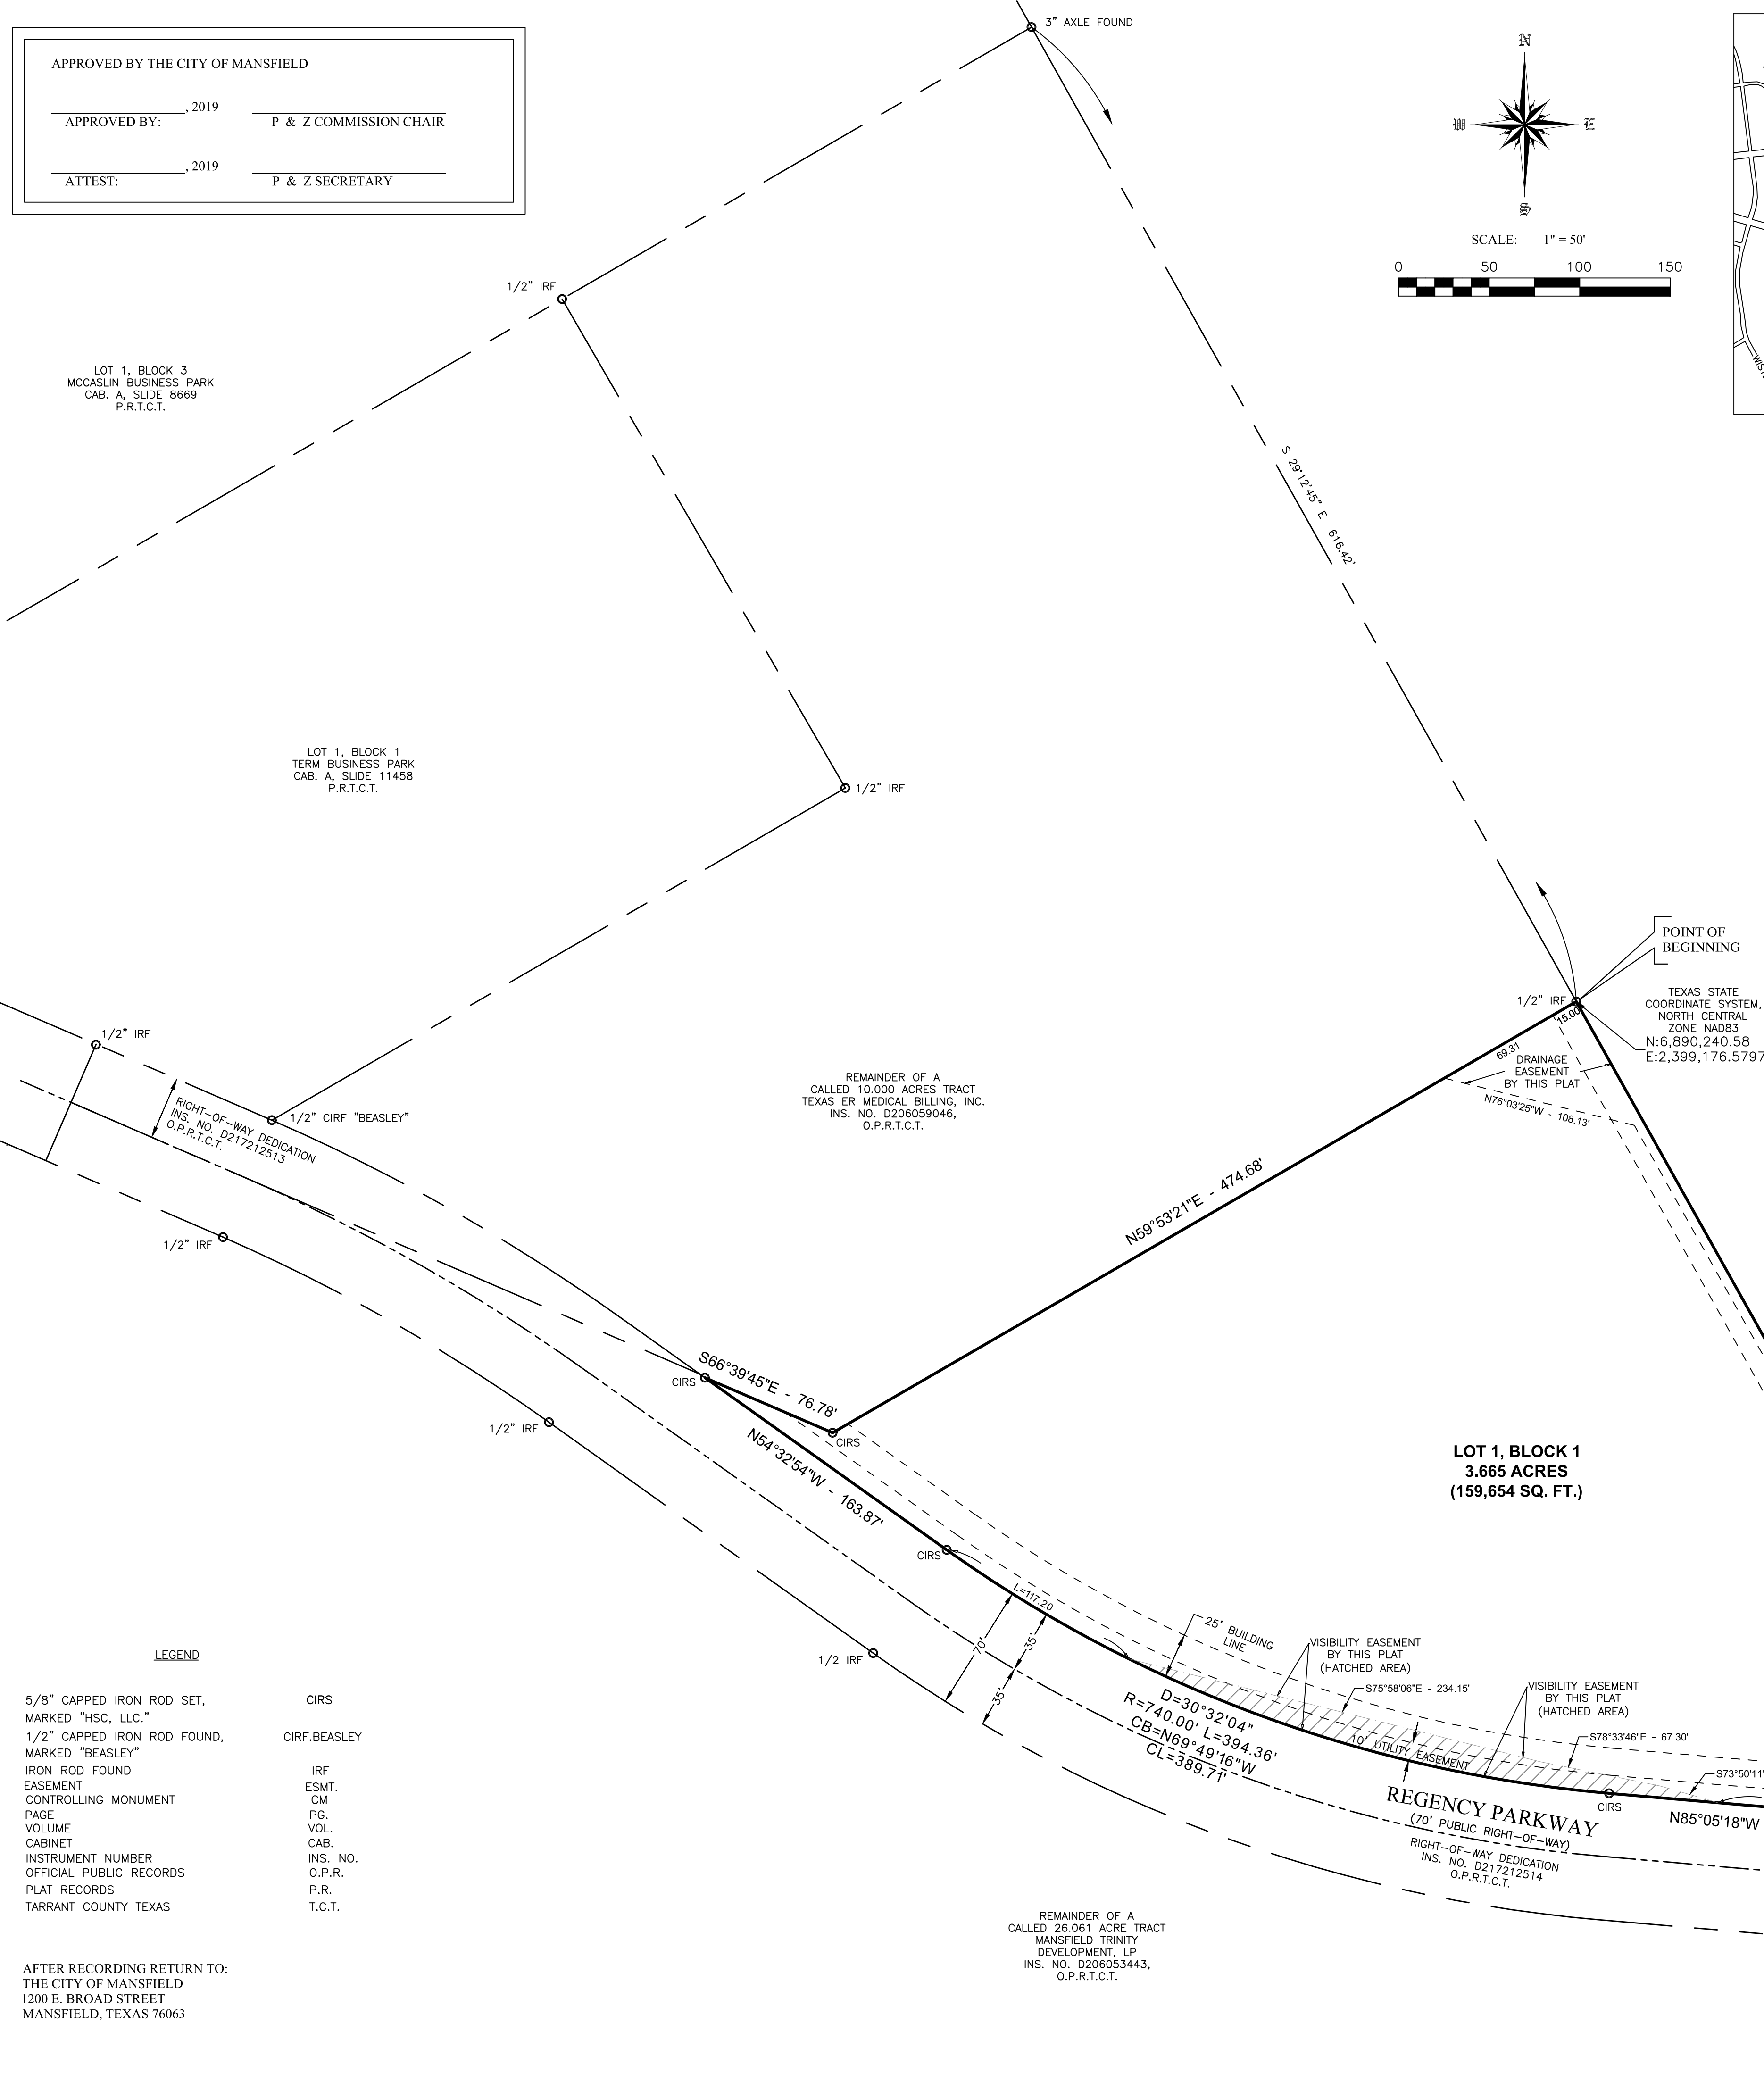 APPROVED BY THE CITY OF MANSFIELD
, 2019
APPROVED BY:
P & Z COMMISSION CHAIR
, 2019
ATTEST:
P & Z SECRETARY
3" AXLE FOUND
N
W
E
S
SCALE: 1" = 50'
0 50 100 150
1/2" IRF
LOT 1, BLOCK 3
MCCASLIN BUSINESS PARK
CAB. A, SLIDE 8669
P.R.T.C.T.
S 29°12'45" E 616.42'
LOT 1, BLOCK 1
TERM BUSINESS PARK
CAB. A, SLIDE 11458
P.R.T.C.T.
1/2" IRF
POINT OF
BEGINNING
1/2" IRF
TEXAS STATE
COORDINATE SYSTEM,
NORTH CENTRAL
ZONE NAD83
N:6,890,240.58
E:2,399,176.5797
15.00'
69.31
DRAINAGE
EASEMENT
BY THIS PLAT
N76°03'25"W - 108.13'
1/2" IRF
REMAINDER OF A
CALLED 10.000 ACRES TRACT
TEXAS ER MEDICAL BILLING, INC.
INS. NO. D206059046,
O.P.R.T.C.T.
1/2" CIRF "BEASLEY"
RIGHT-OF-WAY DEDICATION
INS. NO. D217212513
O.P.R.T.C.T.
N59°53'21"E - 474.68'
1/2" IRF
S66°39'45"E - 76.78'
CIRS
CIRS
1/2" IRF
N54°32'54"W - 163.87'
LOT 1, BLOCK 1
3.665 ACRES
(159,654 SQ. FT.)
CIRS
L=117.20
70'
35'
35'
25' BUILDING
LINE
VISIBILITY EASEMENT
BY THIS PLAT
(HATCHED AREA)
S75°58'06"E - 234.15'
VISIBILITY EASEMENT
BY THIS PLAT
(HATCHED AREA)
S78°33'46"E - 67.30'
S73°50'11"
1/2 IRF
D=30°32'04"
R=740.00' L=394.36'
CB=N69°49'16"W
CL=389.71'
10' UTILITY EASEMENT
CIRS
N85°05'18"W
REGENCY PARKWAY
(70' PUBLIC RIGHT-OF-WAY)
RIGHT-OF-WAY DEDICATION
INS. NO. D217212514
O.P.R.T.C.T.
LEGEND
5/8" CAPPED IRON ROD SET, CIRS
MARKED "HSC, LLC."
1/2" CAPPED IRON ROD FOUND, CIRF.BEASLEY
MARKED "BEASLEY"
IRON ROD FOUND IRF
EASEMENT ESMT.
CONTROLLING MONUMENT CM
PAGE PG.
VOLUME VOL.
CABINET CAB.
INSTRUMENT NUMBER INS. NO.
OFFICIAL PUBLIC RECORDS O.P.R.
PLAT RECORDS P.R.
TARRANT COUNTY TEXAS T.C.T.
REMAINDER OF A
CALLED 26.061 ACRE TRACT
MANSFIELD TRINITY
DEVELOPMENT, LP
INS. NO. D206053443,
O.P.R.T.C.T.
AFTER RECORDING RETURN TO:
THE CITY OF MANSFIELD
1200 E. BROAD STREET
MANSFIELD, TEXAS 76063